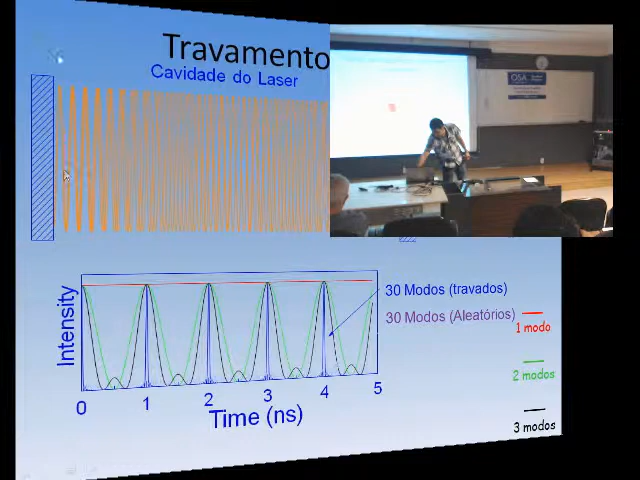 Travamento
Cavidade do Laser
OSA
Intensity
0
1
2
3
4
5
Time (ns)
30 Modos (travados)
30 Modos (Aleatórios)
1 modo
2 modos
3 modos